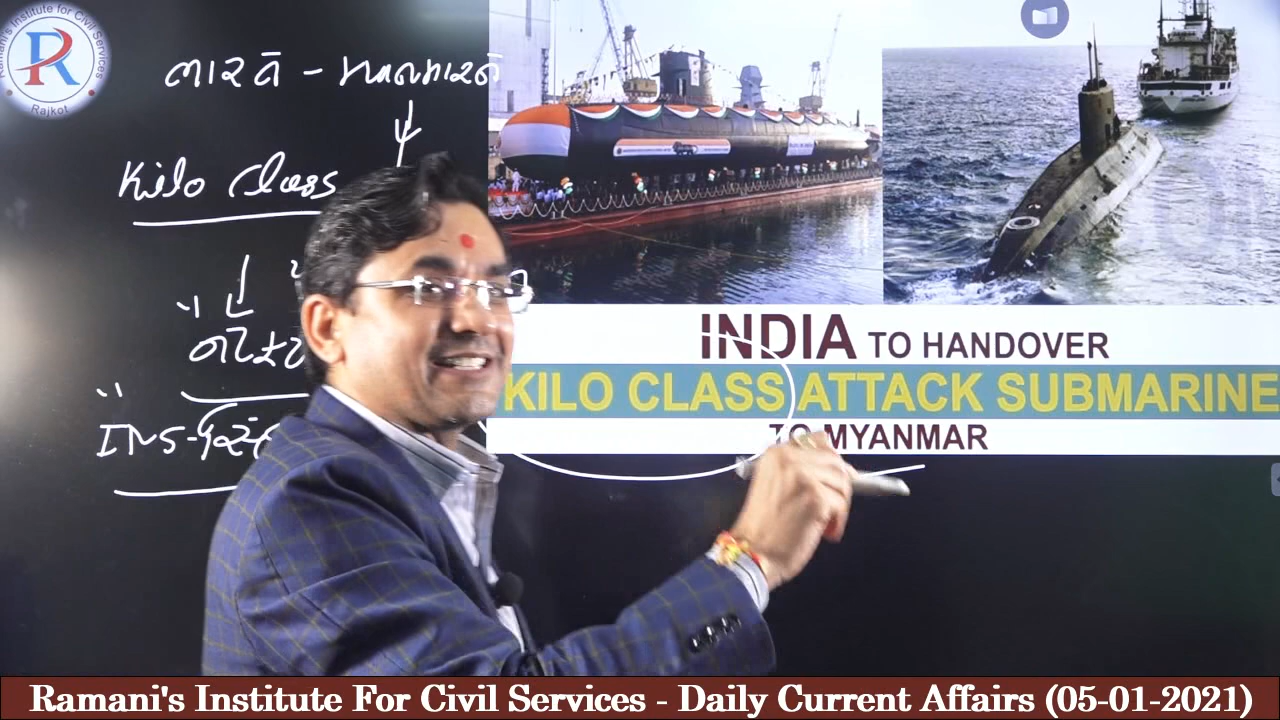 Ramani's Institute for Civil Services
R
Rajkot
ભારત - મ્યાનમાર
Kilo Class
INS-
INDIA TO HANDOVER
KILO CLASS ATTACK SUBMARINE
TO MYANMAR
Ramani's Institute For Civil Services - Daily Current Affairs (05-01-2021)